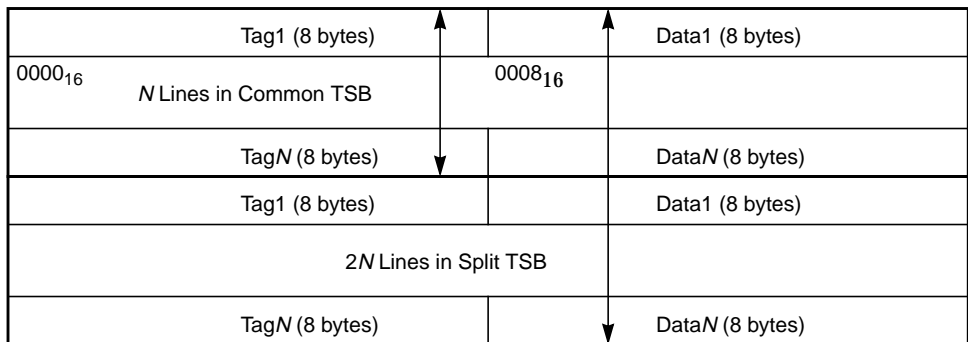 Tag1 (8 bytes) Data1 (8 bytes)
0000₁₆ 0008₁₆
N Lines in Common TSB
TagN (8 bytes) DataN (8 bytes)
Tag1 (8 bytes) Data1 (8 bytes)
2N Lines in Split TSB
TagN (8 bytes) DataN (8 bytes)